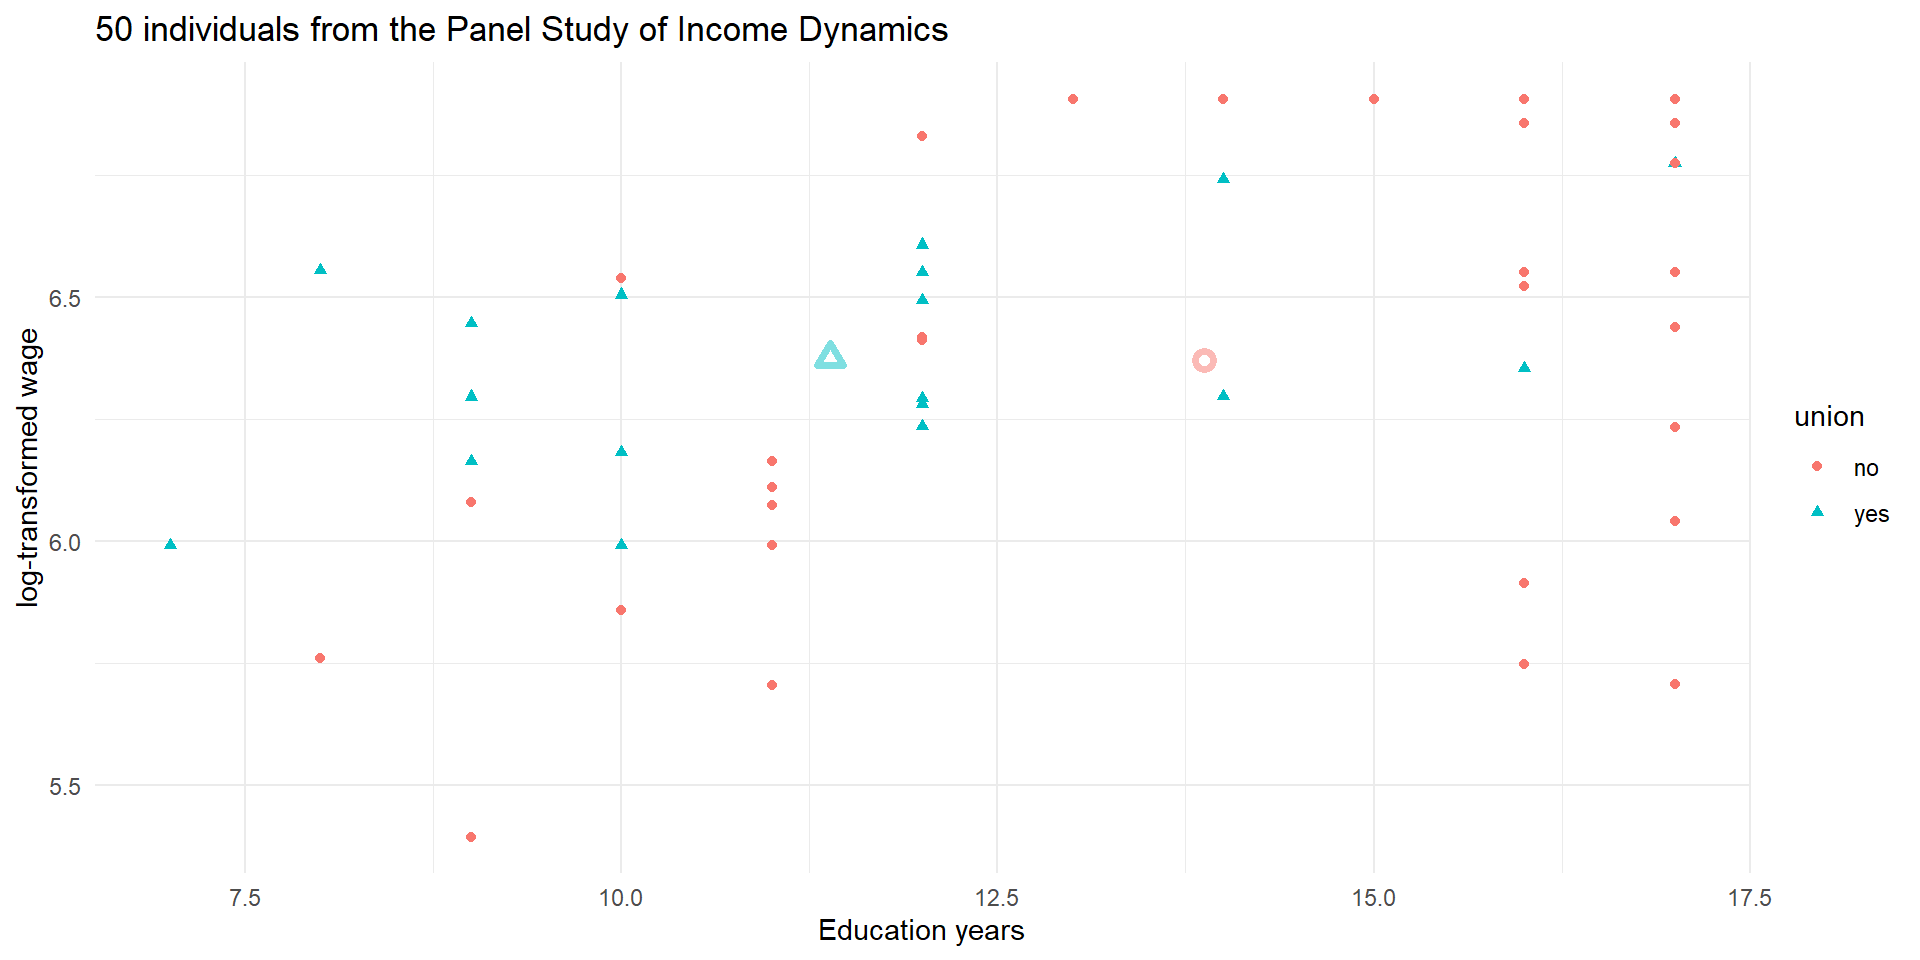 50 individuals from the Panel Study of Income Dynamics
log-transformed wage
6.5
6.0
5.5
7.5
10.0
12.5
15.0
17.5
Education years
union
no
yes